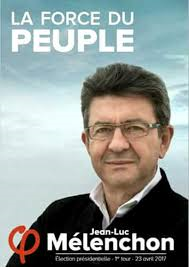 LA FORCE DU
PEUPLE
Jean-Luc
Mélenchon
Élection présidentielle - 1er tour - 23 avril 2017